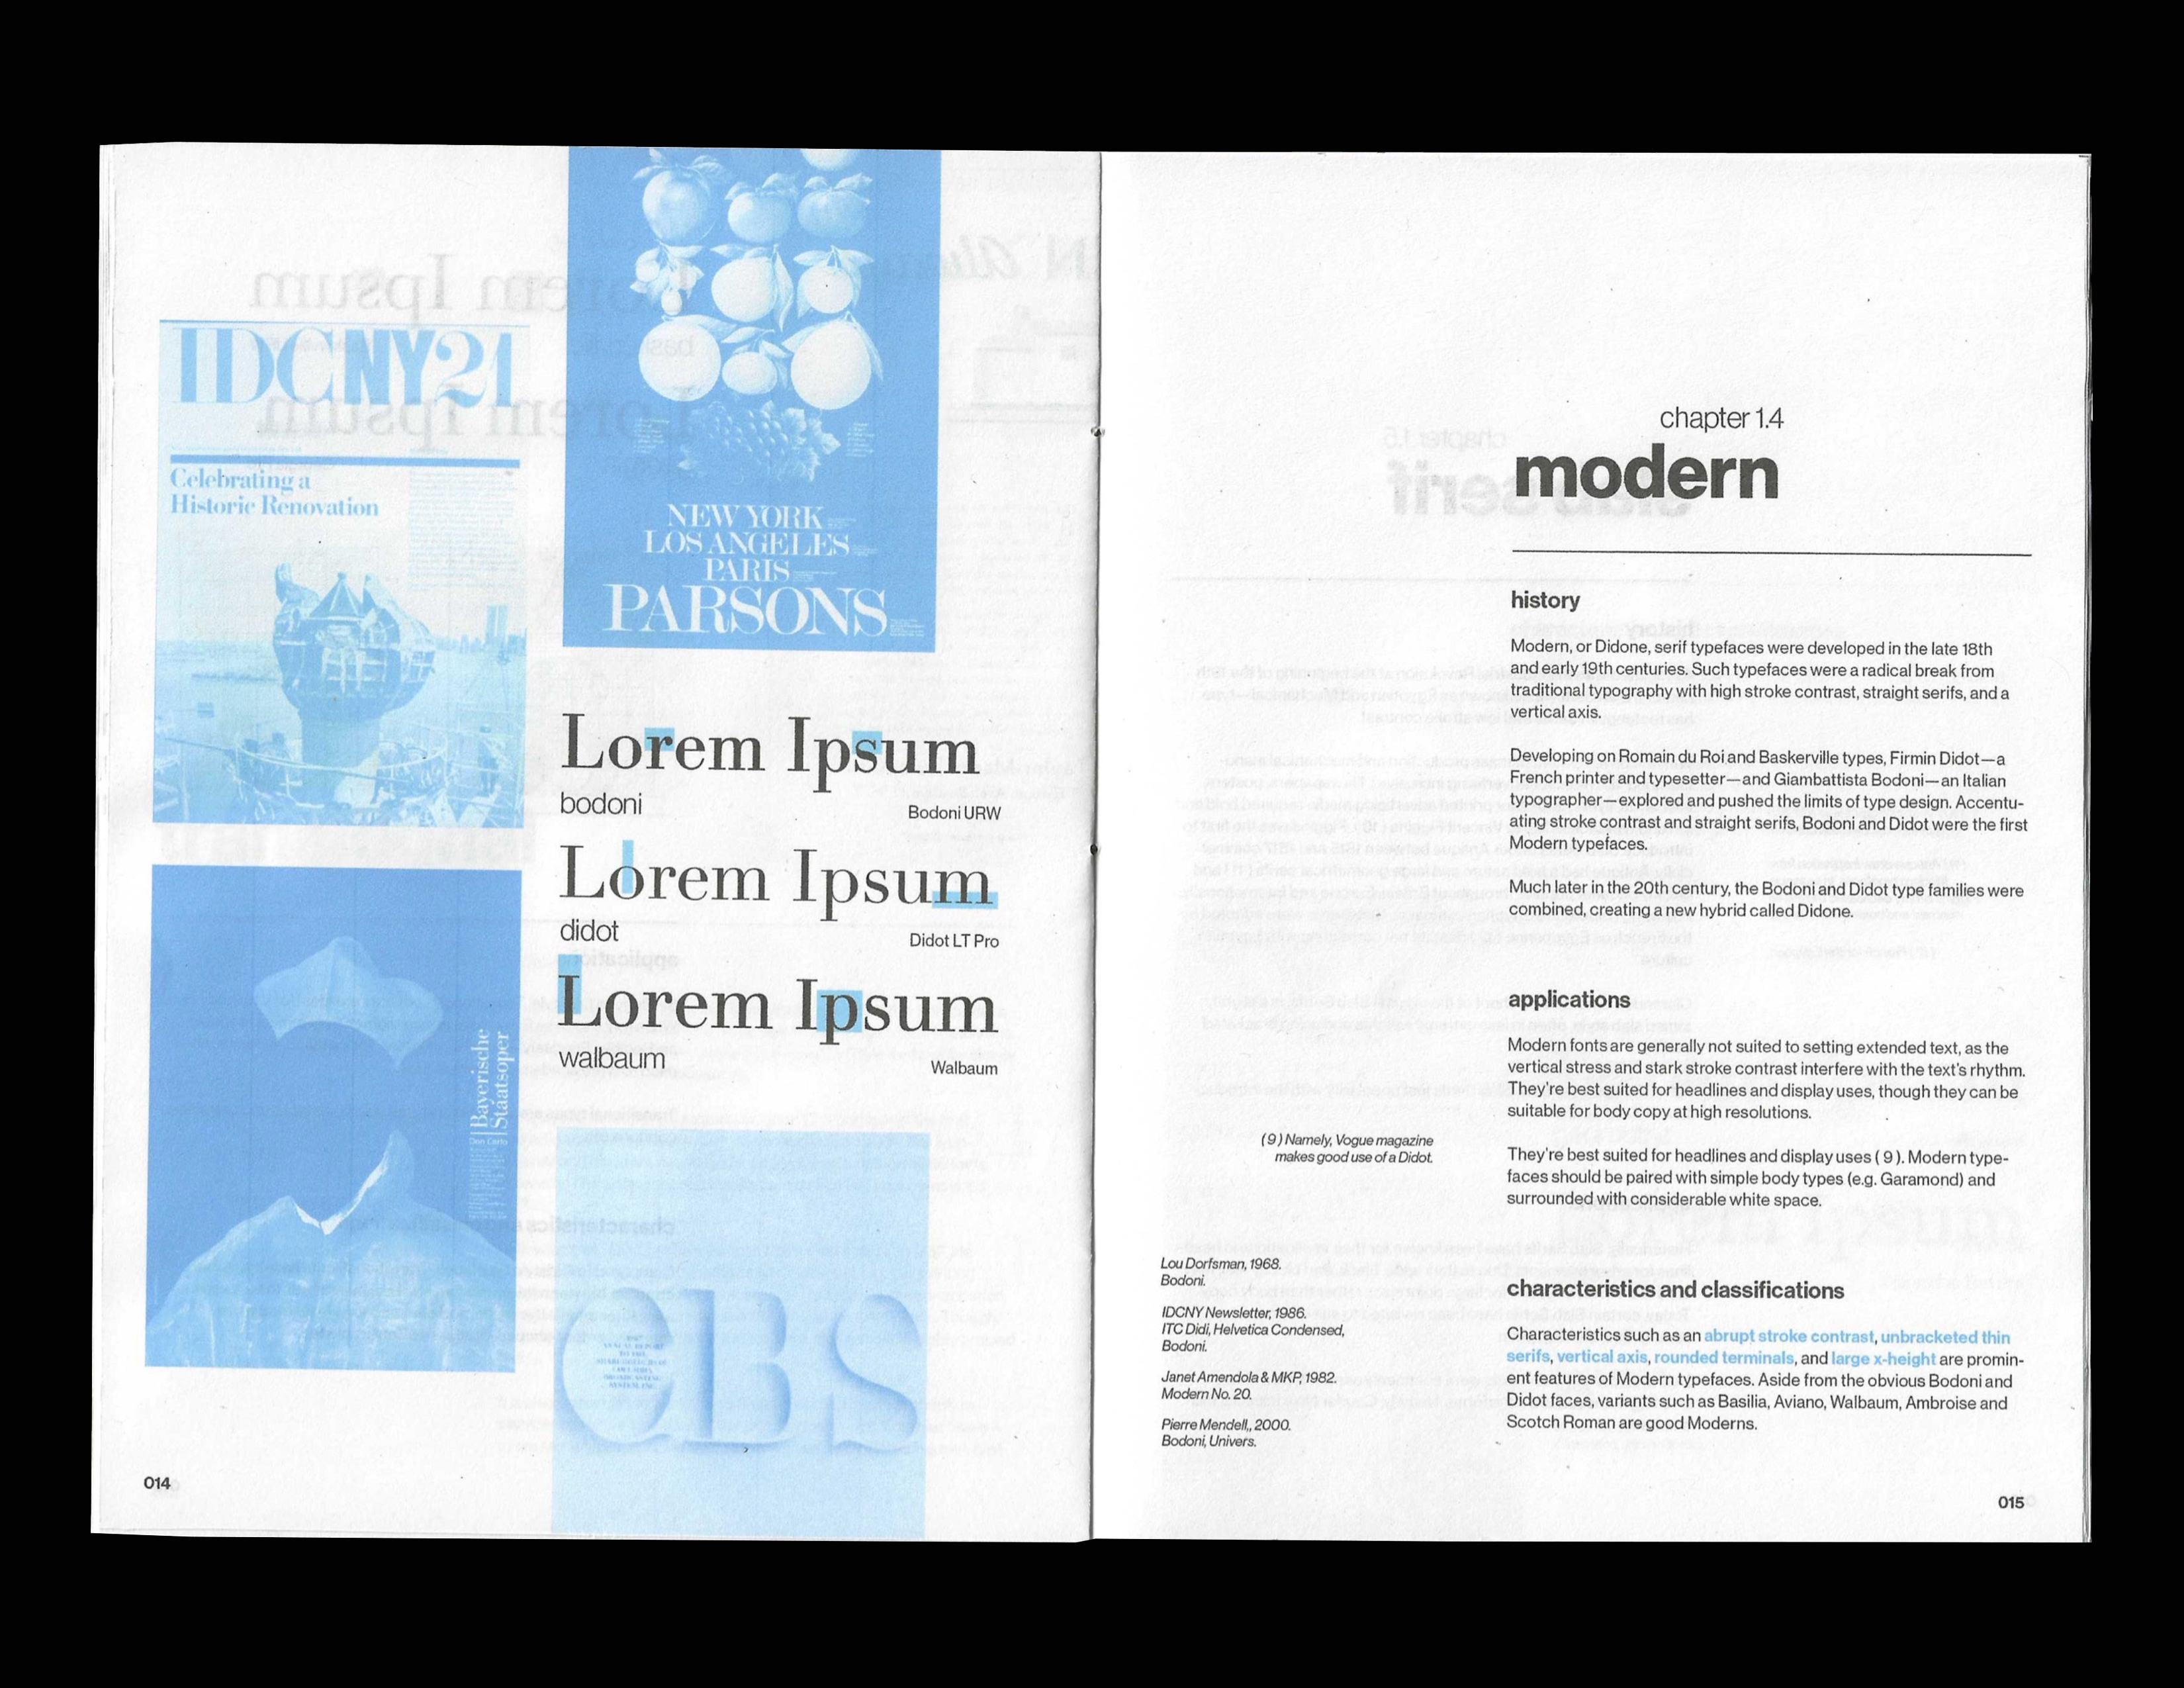 IDCNY21
Celebrating a
Historic Renovation
NEW YORK
LOS ANGELES
PARIS
PARSONS
Lorem Ipsum
bodoni
Bodoni URW
Lorem Ipsum
didot
Didot LT Pro
Lorem Ipsum
walbaum
Walbaum
Bayerische
Staatsoper
Don Carlo
CBS
014
chapter 1.4
modern
history
Modern, or Didone, serif typefaces were developed in the late 18th
and early 19th centuries. Such typefaces were a radical break from
traditional typography with high stroke contrast, straight serifs, and a
vertical axis.
Developing on Romain du Roi and Baskerville types, Firmin Didot—a
French printer and typesetter—and Giambattista Bodoni—an Italian
typographer—explored and pushed the limits of type design. Accentu-
ating stroke contrast and straight serifs, Bodoni and Didot were the first
Modern typefaces.
Much later in the 20th century, the Bodoni and Didot type families were
combined, creating a new hybrid called Didone.
applications
Modern fonts are generally not suited to setting extended text, as the
vertical stress and stark stroke contrast interfere with the text's rhythm.
They're best suited for headlines and display uses, though they can be
suitable for body copy at high resolutions.
(9) Namely, Vogue magazine
makes good use of a Didot.
They're best suited for headlines and display uses ( 9 ). Modern type-
faces should be paired with simple body types (e.g. Garamond) and
surrounded with considerable white space.
Lou Dorfsman, 1968.
Bodoni.
IDCNY Newsletter, 1986.
ITC Didi, Helvetica Condensed,
Bodoni.
Janet Amendola & MKP, 1982.
Modern No. 20.
Pierre Mendell,, 2000.
Bodoni, Univers.
characteristics and classifications
Characteristics such as an abrupt stroke contrast, unbracketed thin
serifs, vertical axis, rounded terminals, and large x-height are promin-
ent features of Modern typefaces. Aside from the obvious Bodoni and
Didot faces, variants such as Basilia, Aviano, Walbaum, Ambroise and
Scotch Roman are good Moderns.
015